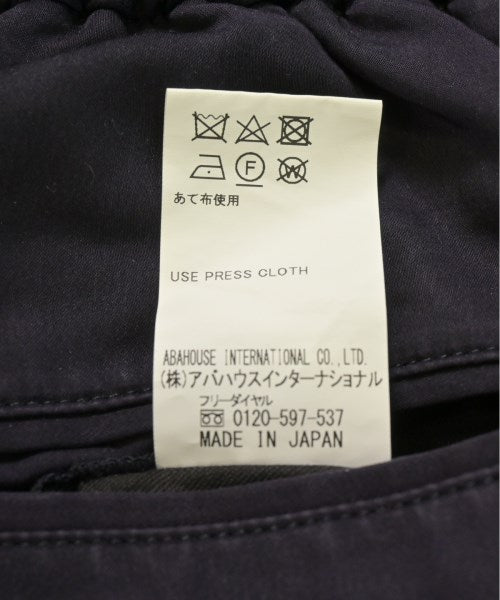 F W
あて布使用
USE PRESS CLOTH
ABAHOUSE INTERNATIONAL CO.,LTD.
(株)アバハウスインターナショナル
フリーダイヤル
0120-597-537
MADE IN JAPAN